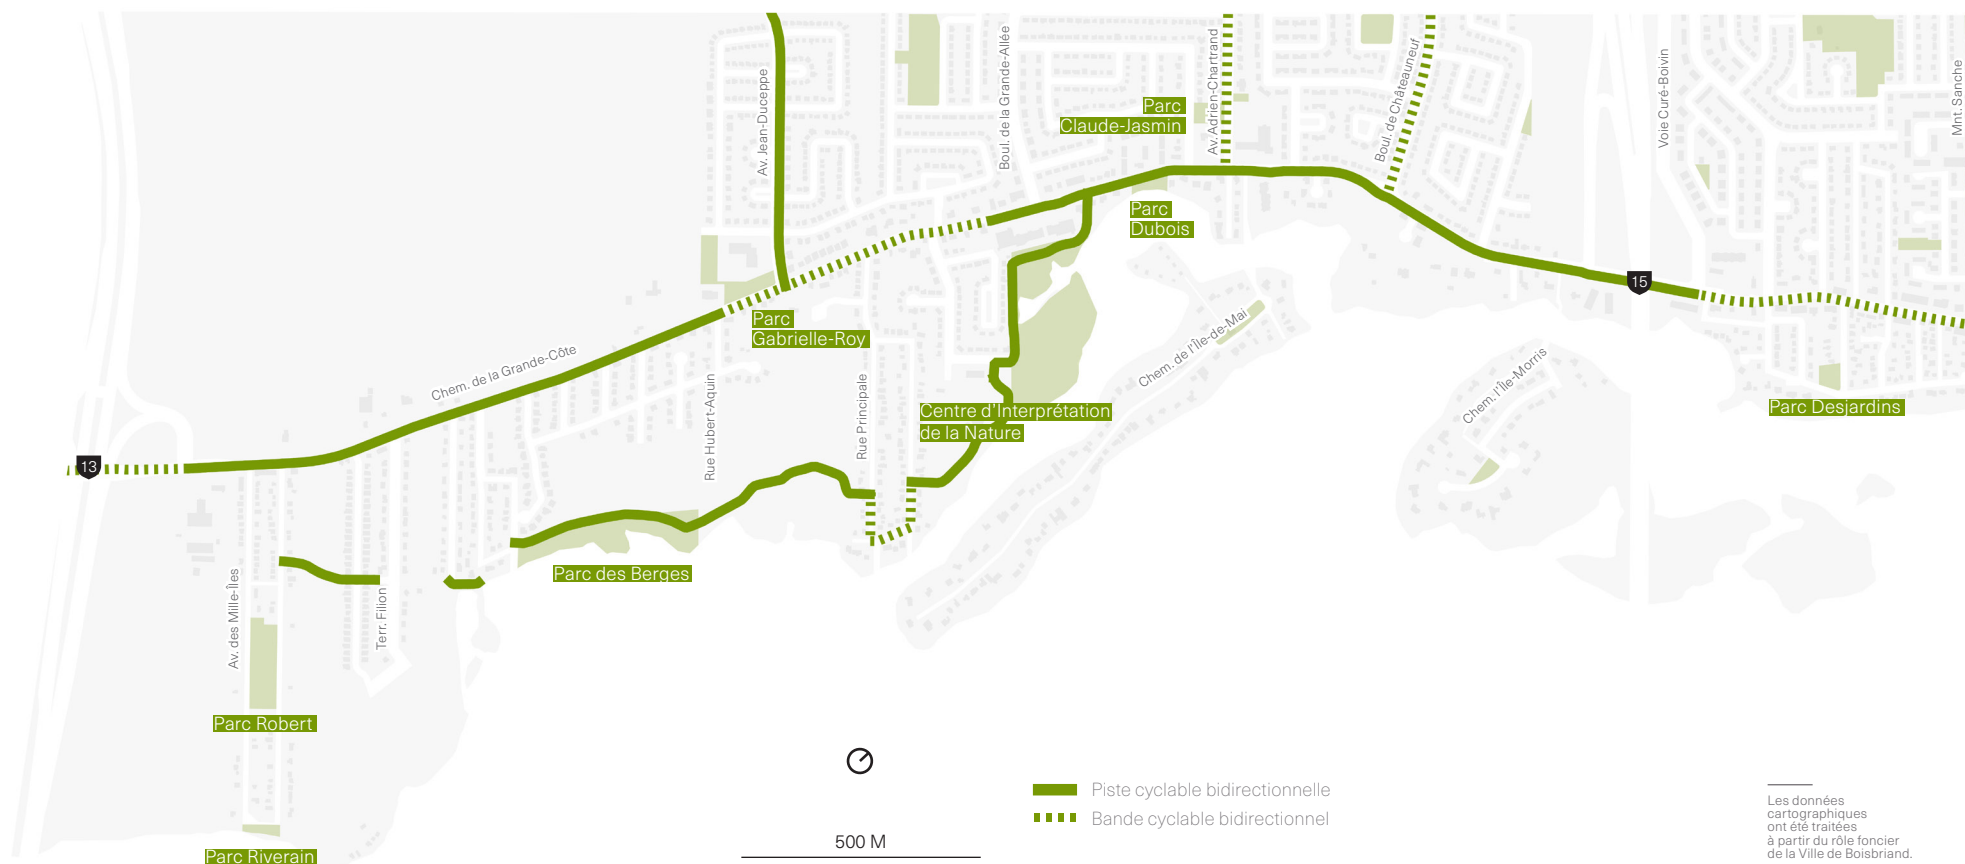 Av. Jean-Duceppe
Boul. de la Grande-Allée
Parc
Claude-Jasmin
Av. Adrien-Chartrand
Boul. de Châteauneuf
Voie Curé-Boivin
Mnt. Sanche
Parc
Dubois
15
Parc
Gabrielle-Roy
Chem. de la Grande-Côte
Chem. de l'Île-de-Mai
Chem. l'Île-Morris
Parc Desjardins
Rue Hubert-Aquin
Rue Principale
Centre d'Interprétation
de la Nature
13
Parc des Berges
Av. des Mille-Îles
Terr. Filion
Parc Robert
Parc Riverain
500 M
Piste cyclable bidirectionnelle
Bande cyclable bidirectionnel
Les données
cartographiques
ont été traitées
à partir du rôle foncier
de la Ville de Boisbriand.